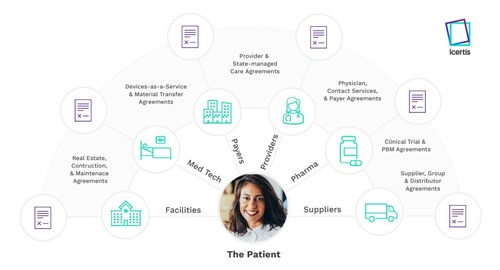 Icertis
Provider &
State-managed
Care Agreements
Devices-as-a-Service
& Material Transfer
Agreements
Physician,
Contact Services,
& Payer Agreements
Real Estate,
Contruction,
& Maintenace
Agreements
Clinical Trial &
PBM Agreements
Supplier, Group
& Distributor
Agreements
Facilities
Med Tech
Payers
Providers
Pharma
Suppliers
The Patient